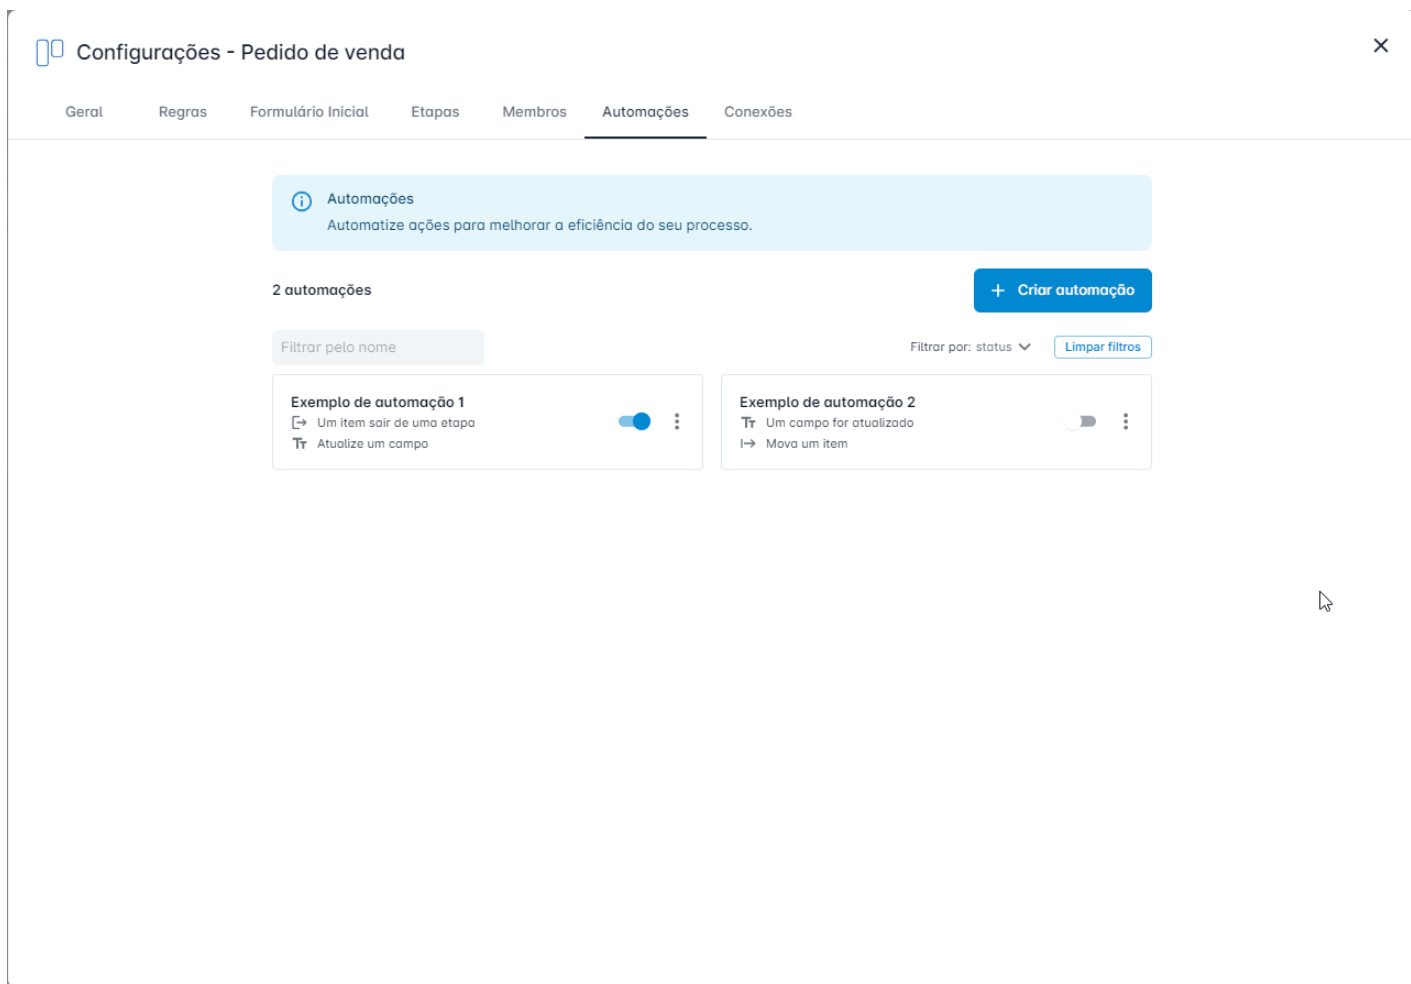 Configurações - Pedido de venda
Geral
Regras
Formulário Inicial
Etapas
Membros
Automações
Conexões
Automações
Automatize ações para melhorar a eficiência do seu processo.
2 automações
+ Criar automação
Filtrar pelo nome
Filtrar por: status
Limpar filtros
Exemplo de automação 1
Um item sair de uma etapa
Atualize um campo
Exemplo de automação 2
Um campo for atualizado
Mova um item